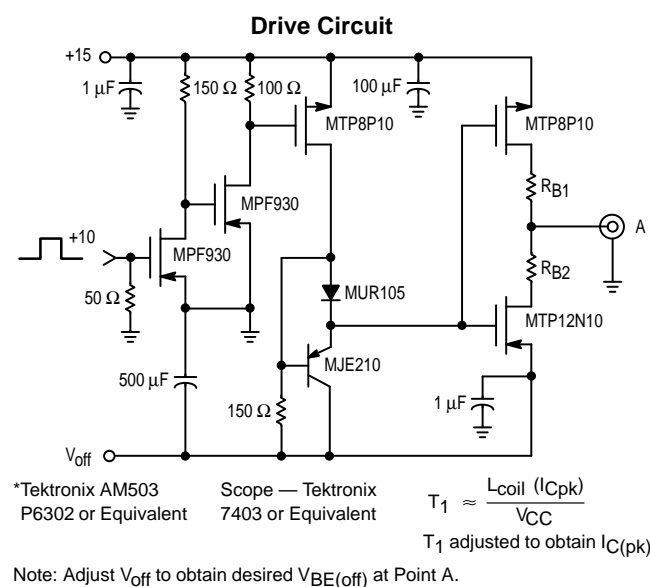 Drive Circuit
+15
1 µF
150 Ω
100 Ω
100 µF
MTP8P10
MTP8P10
MPF930
RB1
+10
MPF930
A
RB2
50 Ω
MUR105
MTP12N10
500 µF
MJE210
150 Ω
1 µF
Voff
*Tektronix AM503
P6302 or Equivalent
Scope — Tektronix
7403 or Equivalent
T1 ≈ Lcoil (ICpk) / VCC
T1 adjusted to obtain IC(pk)
Note: Adjust Voff to obtain desired VBE(off) at Point A.